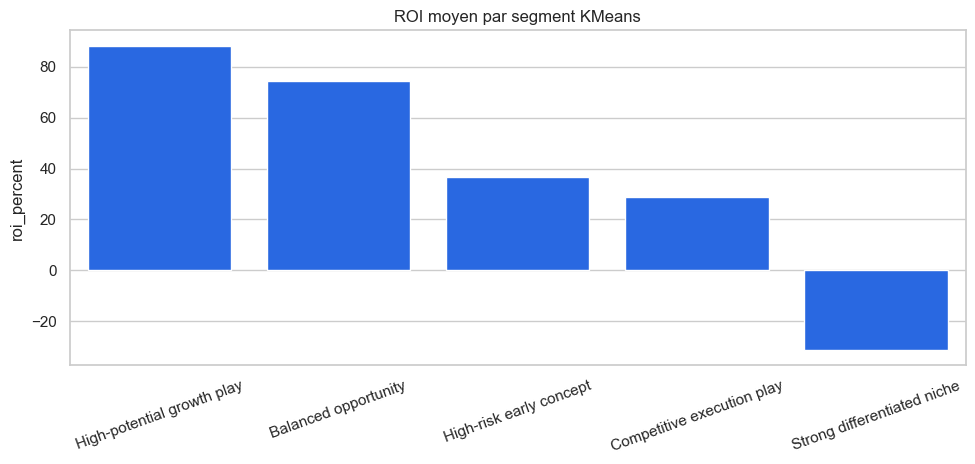 ROI moyen par segment KMeans
roi_percent
80
60
40
20
0
−20
High-potential growth play
Balanced opportunity
High-risk early concept
Competitive execution play
Strong differentiated niche